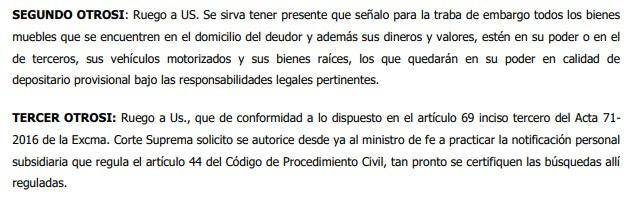 SEGUNDO OTROSI: Ruego a US. Se sirva tener presente que señalo para la traba de embargo todos los bienes
muebles que se encuentren en el domicilio del deudor y además sus dineros y valores, estén en su poder o en el
de terceros, sus vehículos motorizados y sus bienes raíces, los que quedarán en su poder en calidad de
depositario provisional bajo las responsabilidades legales pertinentes.
TERCER OTROSI: Ruego a Us., que de conformidad a lo dispuesto en el artículo 69 inciso tercero del Acta 71-
2016 de la Excma. Corte Suprema solicito se autorice desde ya al ministro de fe a practicar la notificación personal
subsidiaria que regula el artículo 44 del Código de Procedimiento Civil, tan pronto se certifiquen las búsquedas allí
reguladas.